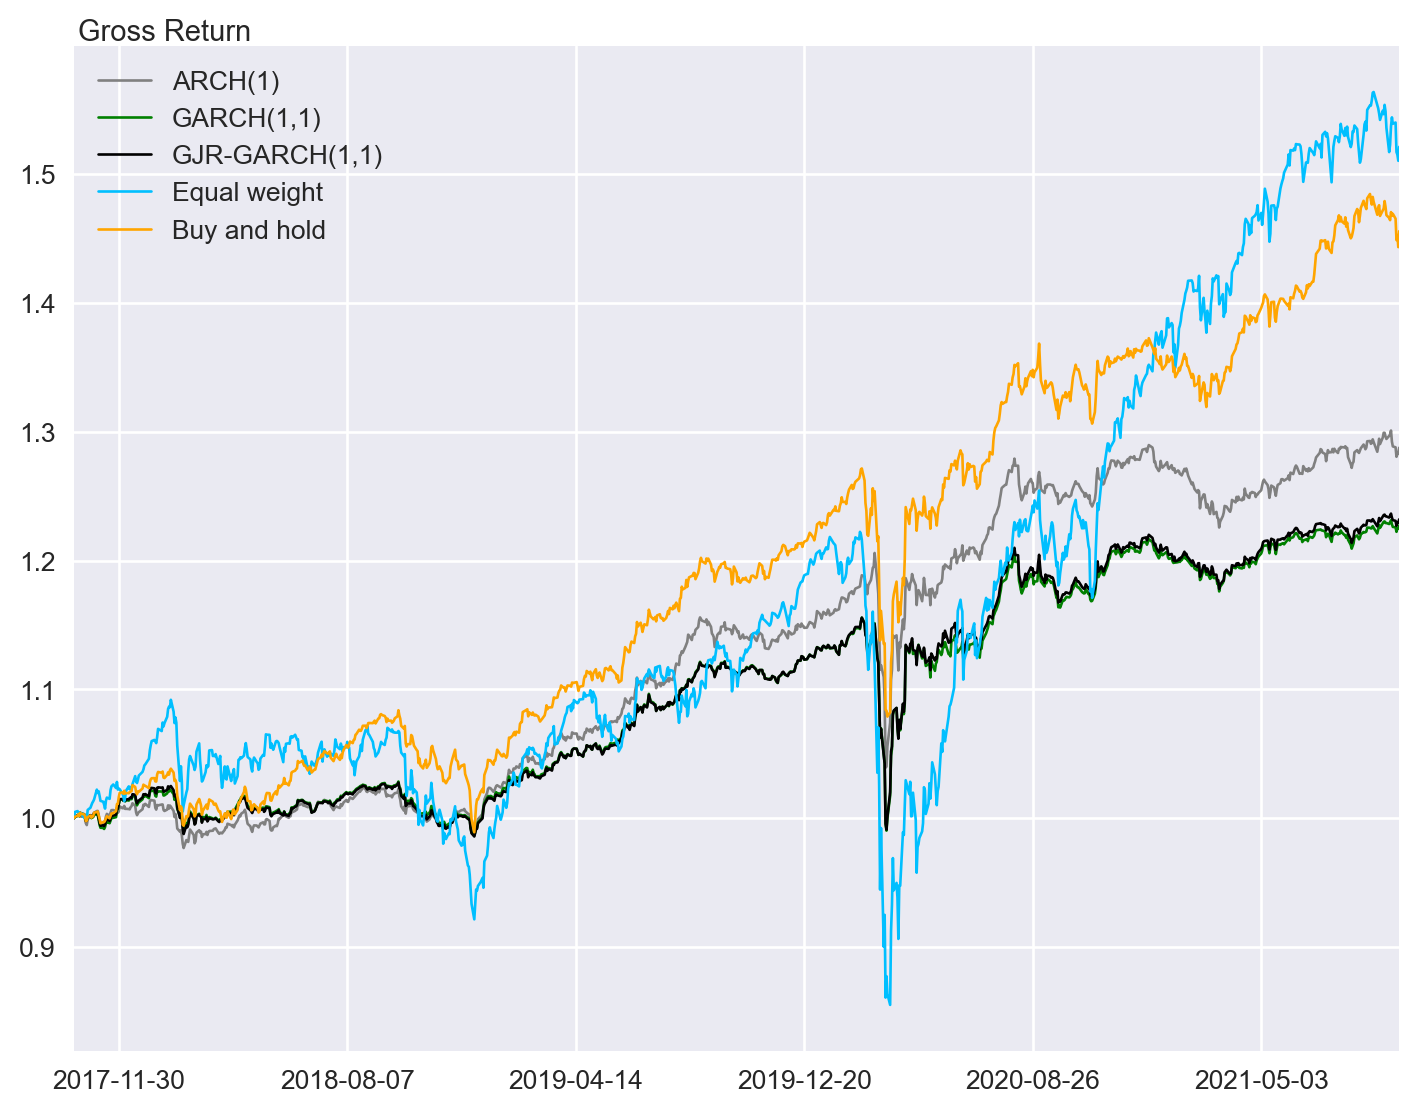 Gross Return
ARCH(1)
GARCH(1,1)
GJR-GARCH(1,1)
Equal weight
Buy and hold
1.5
1.4
1.3
1.2
1.1
1.0
0.9
2017-11-30 2018-08-07 2019-04-14 2019-12-20 2020-08-26 2021-05-03